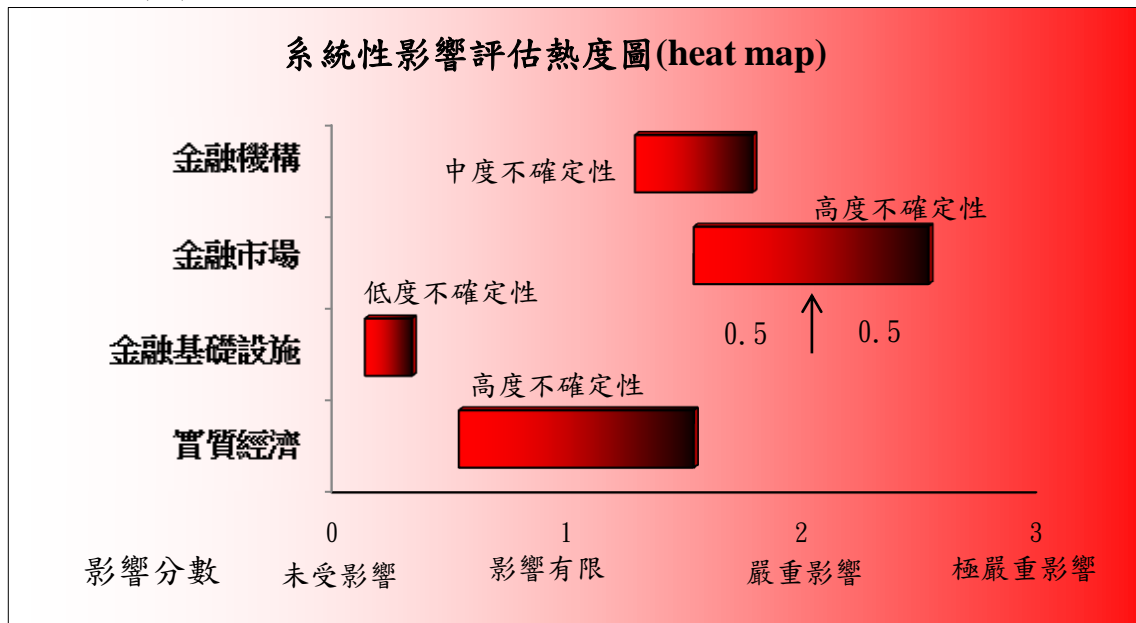 系統性影響評估熱度圖(heat map)
金融機構
中度不確定性
高度不確定性
金融市場
低度不確定性
0.5 0.5
金融基礎設施
高度不確定性
實質經濟
0 1 2 3
影響分數 未受影響 影響有限 嚴重影響 極嚴重影響